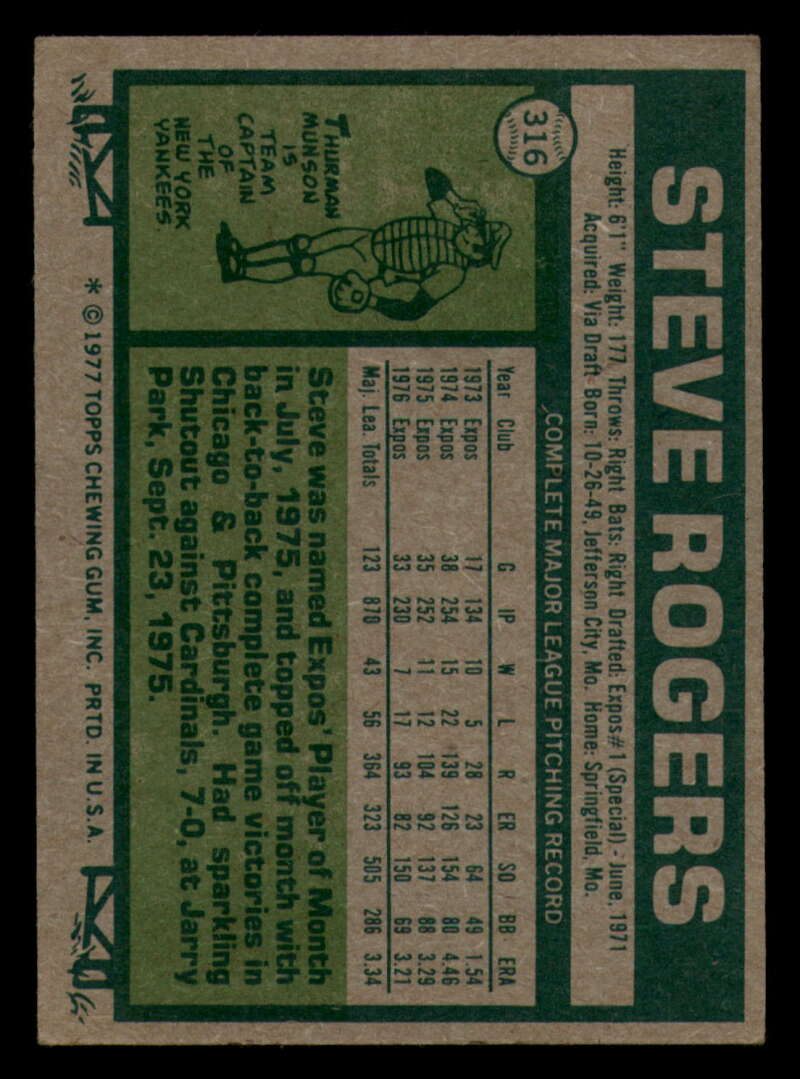 316
STEVE ROGERS
Height: 6'1" Weight: 177 Throws: Right Bats: Right Drafted: Expos #1 (Special) - June, 1971
Acquired: Via Draft Born: 10-26-49, Jefferson City, Mo. Home: Springfield, Mo.
COMPLETE MAJOR LEAGUE PITCHING RECORD
Year Club G IP W L R ER SO BB ERA
1973 Expos 17 134 10 5 28 23 64 49 1.54
1974 Expos 38 254 15 22 139 126 154 80 4.46
1975 Expos 35 252 11 12 104 92 137 88 3.29
1976 Expos 33 230 7 17 93 82 150 69 3.21
Maj. Lea. Totals 123 870 43 56 364 323 505 286 3.34
THURMAN
MUNSON
IS
TEAM
CAPTAIN
OF
THE
NEW YORK
YANKEES
Steve was named Expos' Player of Month
in July, 1975, and topped off month with
back-to-back complete game victories in
Chicago & Pittsburgh. Had sparkling
Shutout against Cardinals, 7-0, at Jarry
Park, Sept. 23, 1975.
* © 1977 TOPPS CHEWING GUM, INC. PRTD. IN U.S.A.